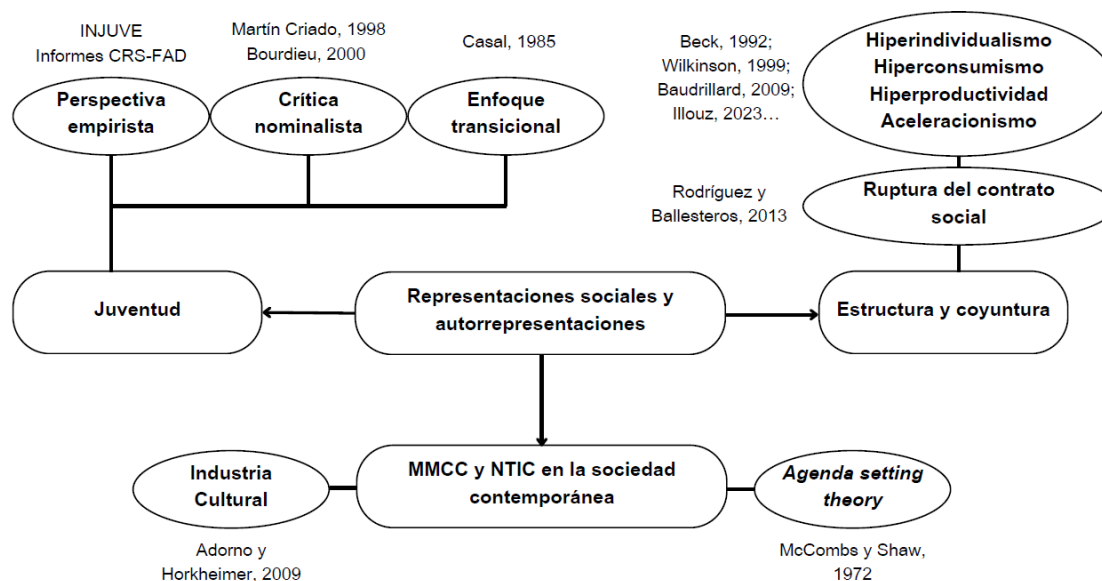 INJUVE
Informes CRS-FAD
Martín Criado, 1998
Bourdieu, 2000
Casal, 1985
Beck, 1992;
Wilkinson, 1999;
Baudrillard, 2009;
Illouz, 2023…
Hiperindividualismo
Hiperconsumismo
Hiperproductividad
Aceleracionismo
Perspectiva
empirista
Crítica
nominalista
Enfoque
transicional
Rodríguez y
Ballesteros, 2013
Ruptura del contrato
social
Juventud
Representaciones sociales y
autorrepresentaciones
Estructura y coyuntura
Industria
Cultural
MMCC y NTIC en la sociedad
contemporánea
Agenda setting
theory
Adorno y
Horkheimer, 2009
McCombs y Shaw,
1972